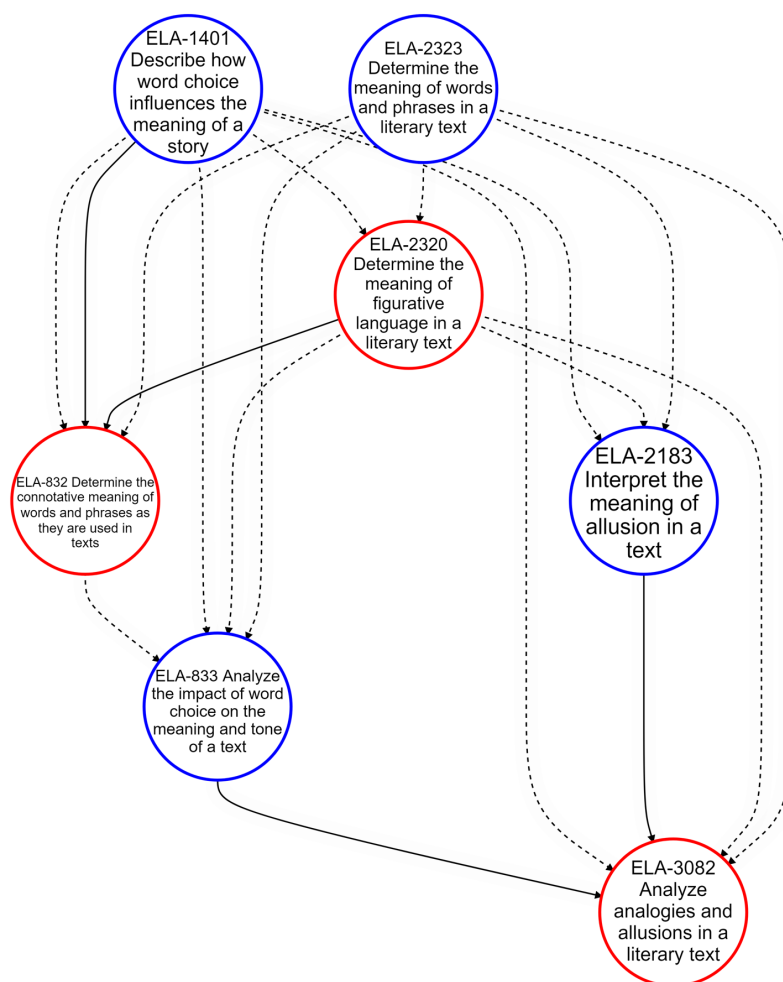 ELA-1401
Describe how
word choice
influences the
meaning of a
story
ELA-2323
Determine the
meaning of words
and phrases in a
literary text
ELA-2320
Determine the
meaning of
figurative
language in a
literary text
ELA-832 Determine the
connotative meaning of
words and phrases as
they are used in
texts
ELA-2183
Interpret the
meaning of
allusion in a
text
ELA-833 Analyze
the impact of word
choice on the
meaning and tone
of a text
ELA-3082
Analyze
analogies and
allusions in a
literary text